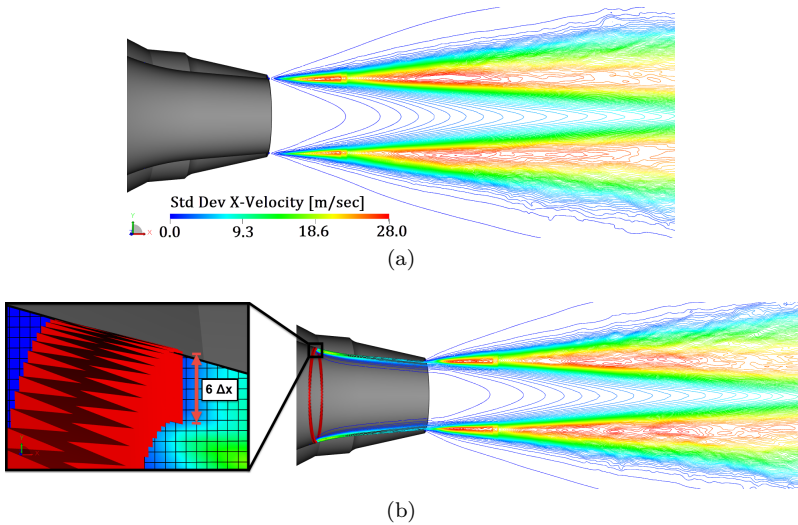 Std Dev X-Velocity [m/sec]
0.0 9.3 18.6 28.0
Y
X
(a)
6 Δx
(b)